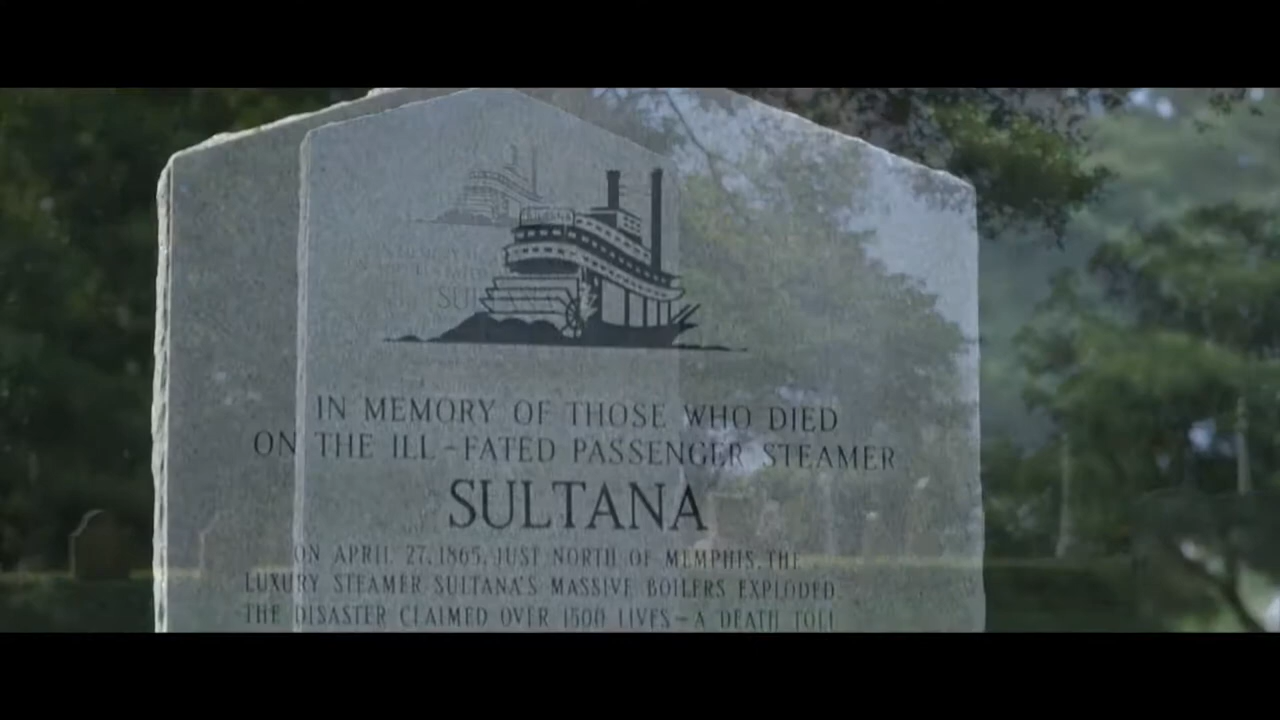 SULTANA
IN MEMORY OF THOSE WHO DIED
ON THE ILL-FATED PASSENGER STEAMER
SULTANA
ON APRIL 27, 1865, JUST NORTH OF MEMPHIS, THE
LUXURY STEAMER SULTANA'S MASSIVE BOILERS EXPLODED.
THE DISASTER CLAIMED OVER 1500 LIVES-A DEATH TOLL